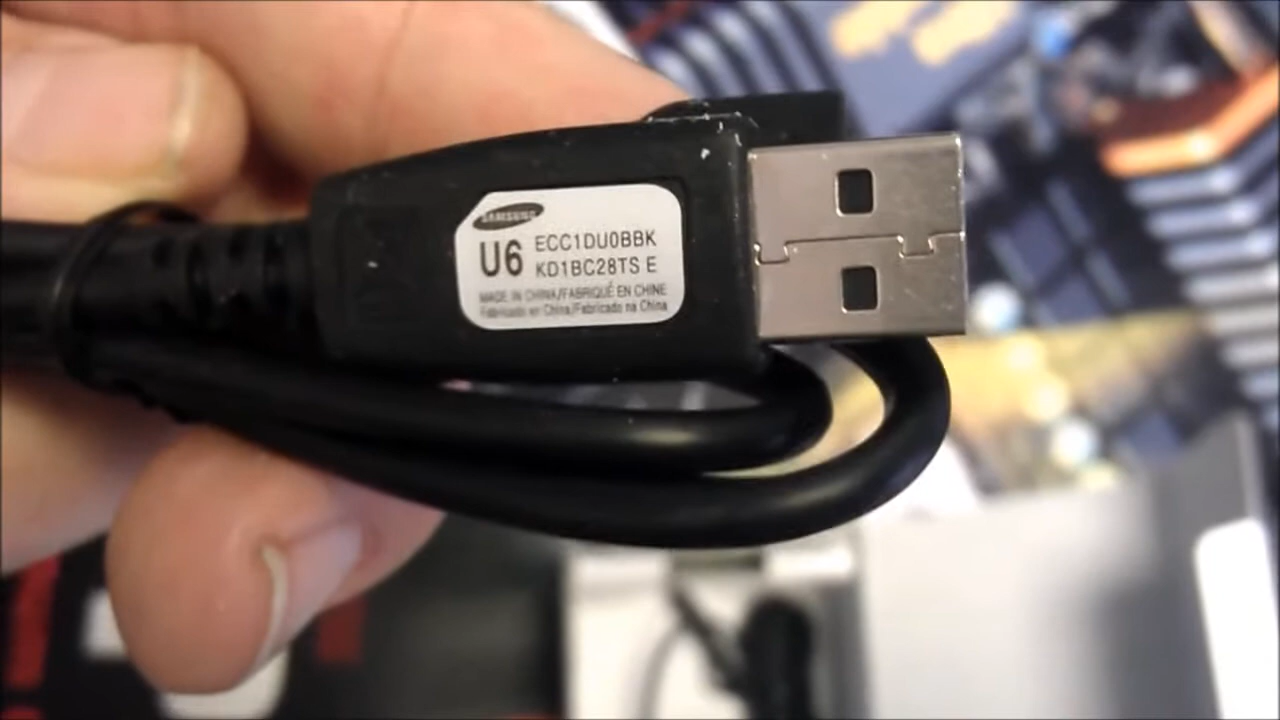 SAMSUNG
U6 ECC1DU0BBK
KD1BC28TS E
MADE IN CHINA/FABRIQUÉ EN CHINE
Fabricado en China/Fabricado na China